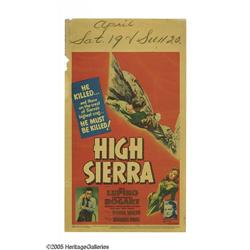 April
Sat. 19 & Sun 20.
HE
KILLED...
and there
on the crest
of Sierra's
highest crag...
HE MUST
BE KILLED!
HIGH
SIERRA
LUPINO
BOGART
©2005 HeritageGalleries